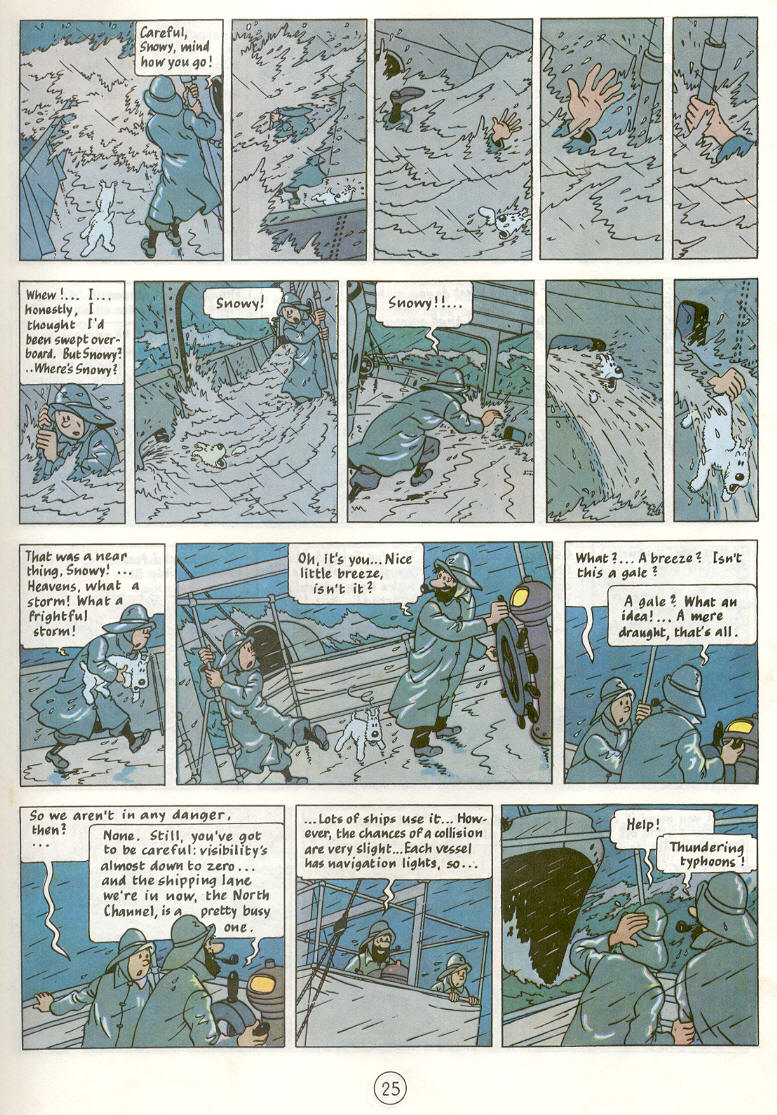 Careful,
Snowy, mind
how you go!
Whew!... I...
honestly, I
thought I'd
been swept over-
board. But Snowy?
..Where's Snowy?
Snowy!
Snowy!!...
That was a near
thing, Snowy! ...
Heavens, what a
storm! What a
frightful
storm!
Oh, it's you... Nice
little breeze,
isn't it?
What?... A breeze? Isn't
this a gale?
A gale? What an
idea!... A mere
draught, that's all.
So we aren't in any danger,
then?
...
None. Still, you've got
to be careful: visibility's
almost down to zero...
and the shipping lane
we're in now, the North
Channel, is a pretty busy
one.
...Lots of ships use it... How-
ever, the chances of a collision
are very slight... Each vessel
has navigation lights, so...
Help!
Thundering
typhoons!
25